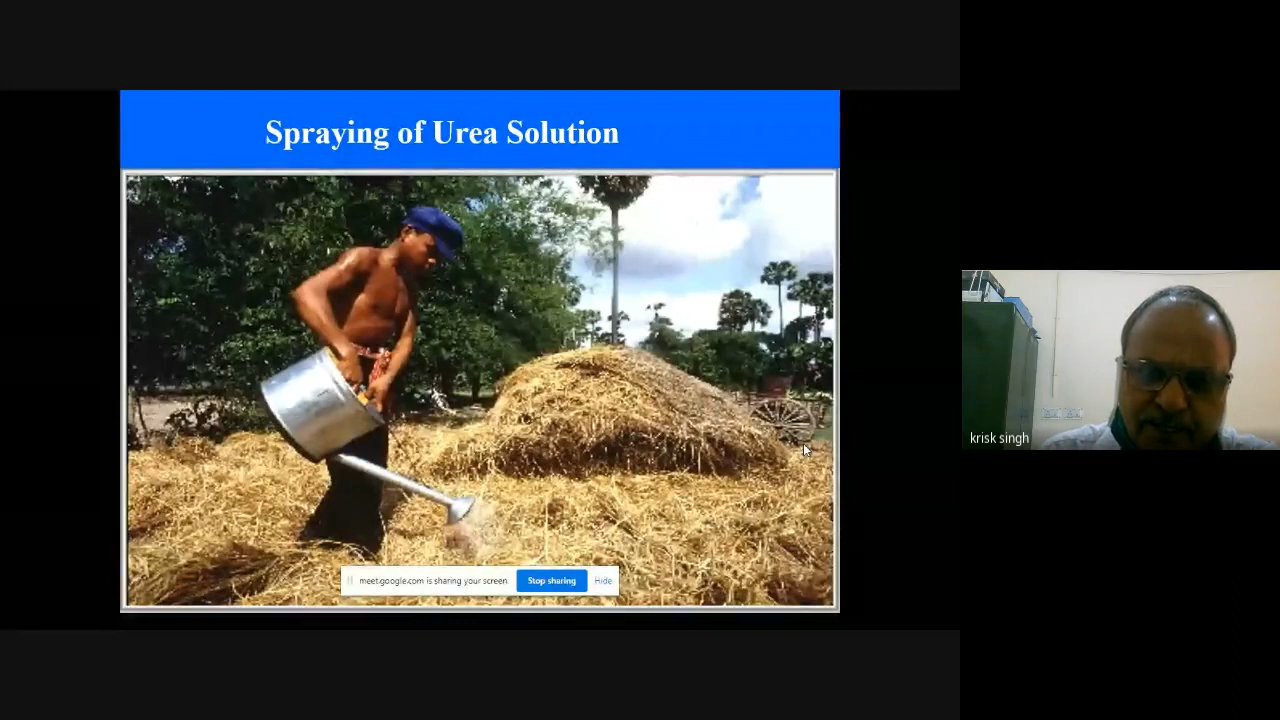 Spraying of Urea Solution
meet.google.com is sharing your screen Stop sharing Hide
krisk singh